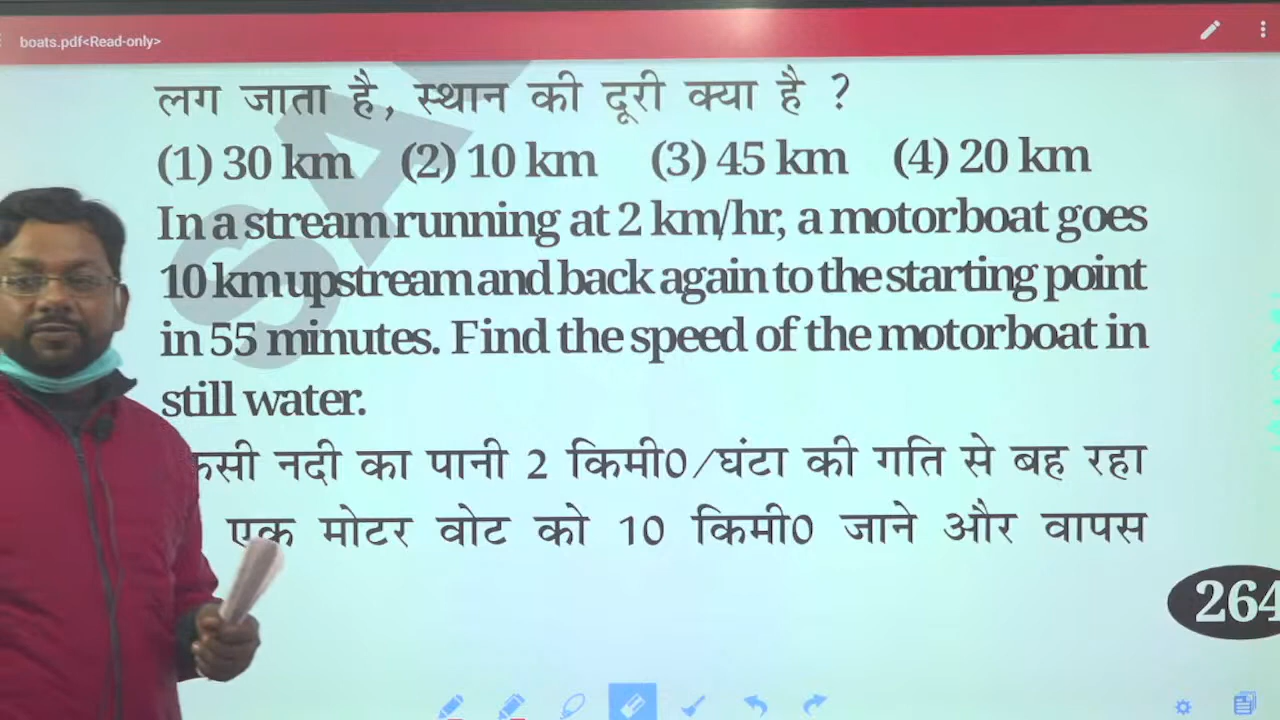 boats.pdf<Read-only>
लग जाता है, स्थान की दूरी क्या है ?
(1) 30 km (2) 10 km (3) 45 km (4) 20 km
In a stream running at 2 km/hr, a motorboat goes
10 km upstream and back again to the starting point
in 55 minutes. Find the speed of the motorboat in
still water.
नदी का पानी 2 किमी0/घंटा की गति से बह रहा
एक मोटर वोट को 10 किमी0 जाने और वापस
264